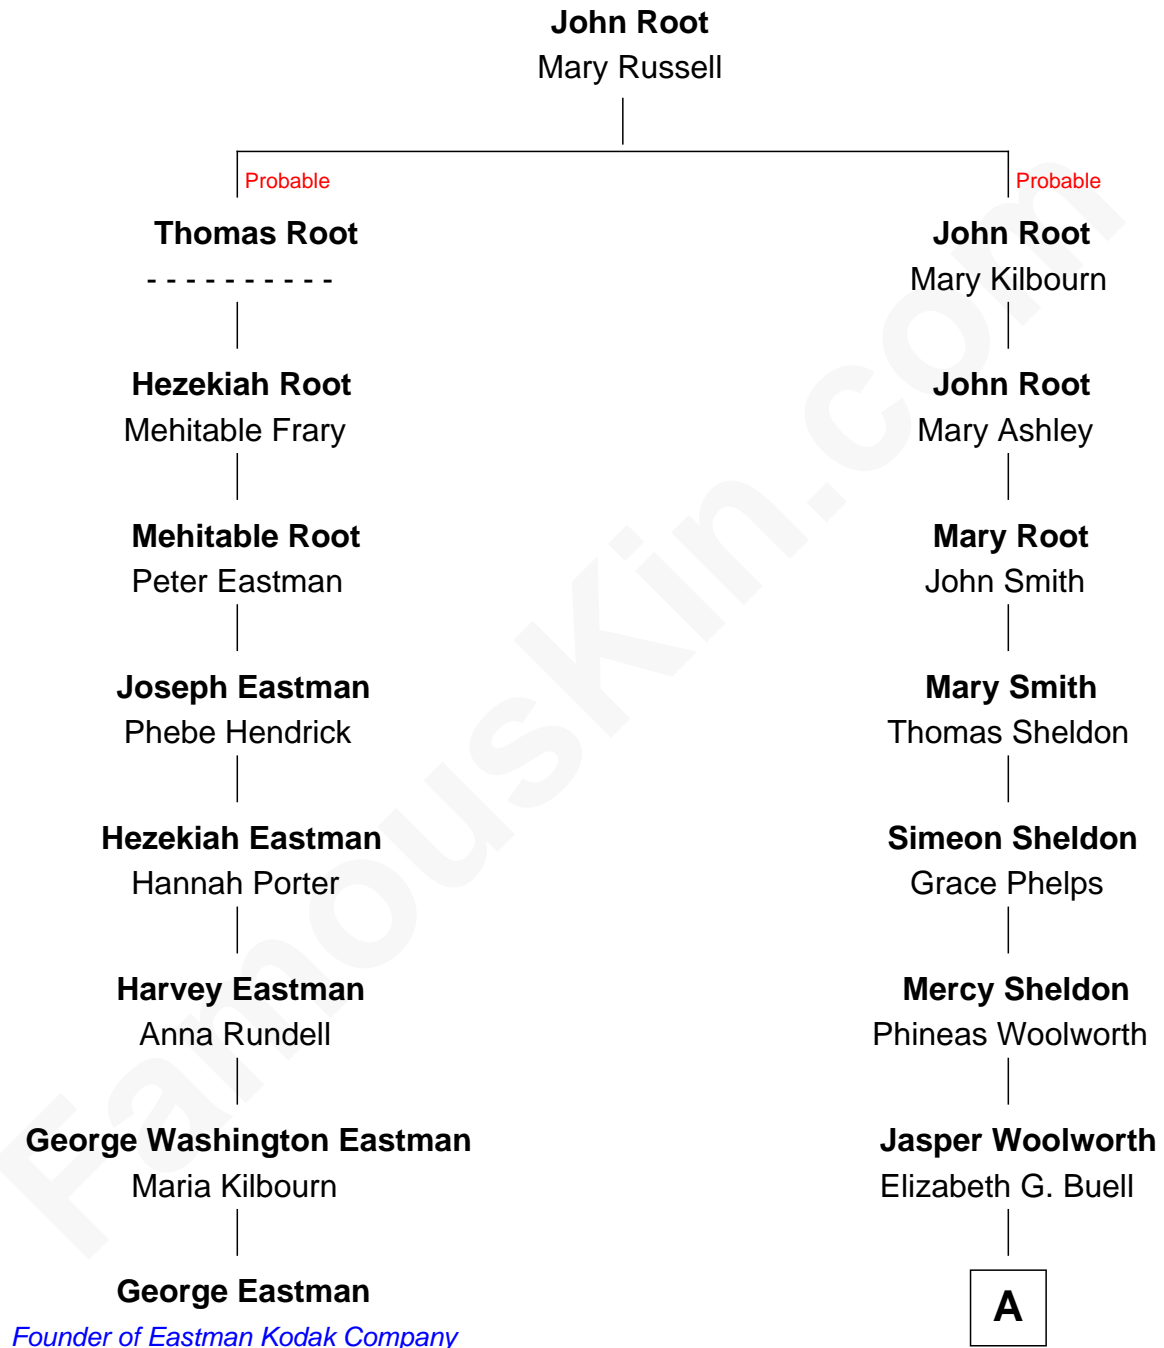 John Root
Mary Russell
Probable
Probable
Thomas Root
John Root
- - - - - - - - - -
Mary Kilbourn
Hezekiah Root
John Root
Mehitable Frary
Mary Ashley
Mehitable Root
Mary Root
Peter Eastman
John Smith
Joseph Eastman
Mary Smith
Phebe Hendrick
Thomas Sheldon
Hezekiah Eastman
Simeon Sheldon
Hannah Porter
Grace Phelps
Harvey Eastman
Mercy Sheldon
Anna Rundell
Phineas Woolworth
George Washington Eastman
Jasper Woolworth
Maria Kilbourn
Elizabeth G. Buell
George Eastman
A
Founder of Eastman Kodak Company
FamousKin.com